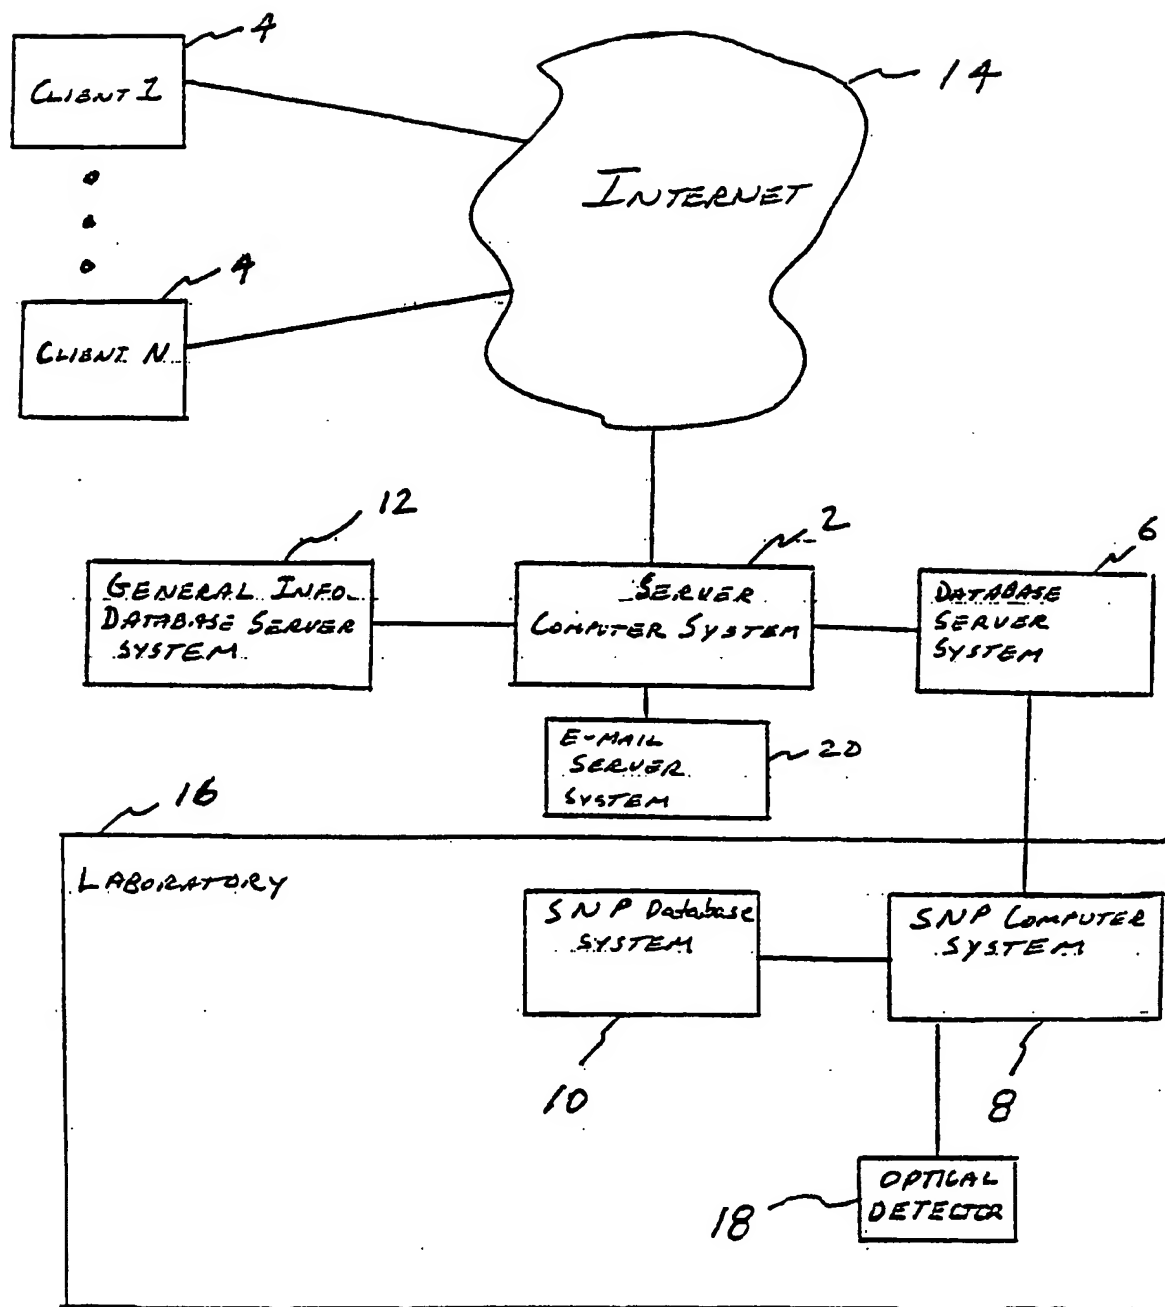 4
CLIENT 1
14
INTERNET
4
CLIENT N
12
GENERAL INFO
DATABASE SERVER
SYSTEM
2
SERVER
COMPUTER SYSTEM
6
DATABASE
SERVER
SYSTEM
E-MAIL
SERVER
SYSTEM
20
16
LABORATORY
SNP Database
SYSTEM
10
SNP COMPUTER
SYSTEM
8
OPTICAL
DETECTOR
18